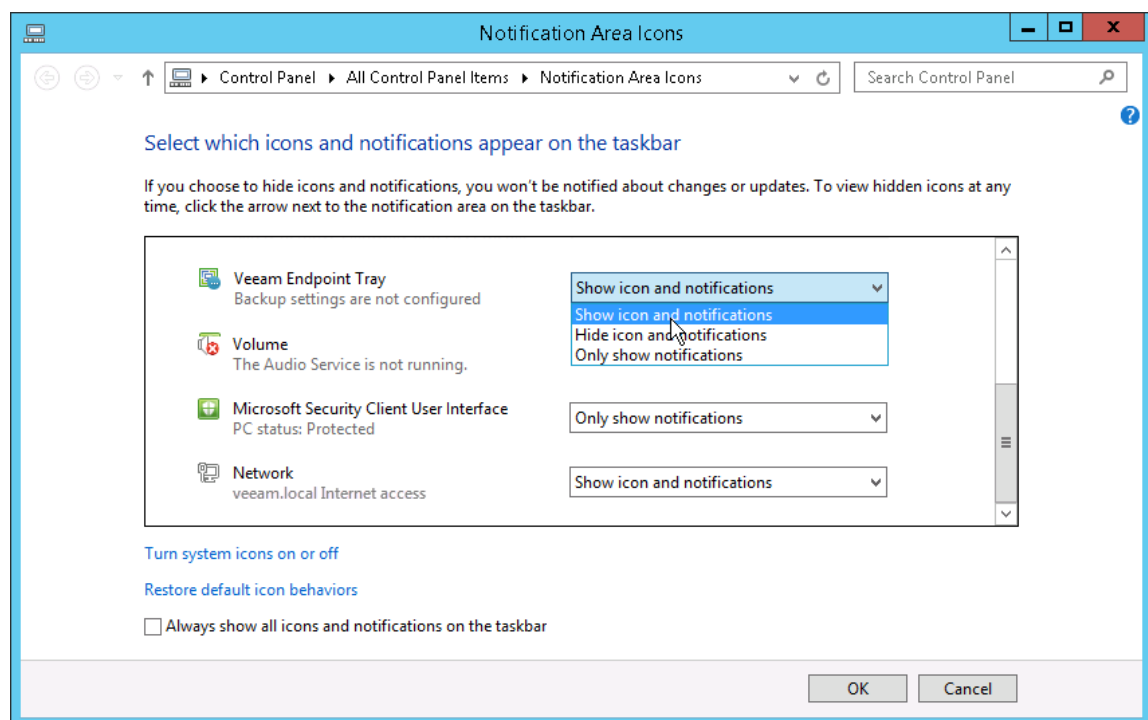 Notification Area Icons
Control Panel All Control Panel Items Notification Area Icons
Search Control Panel
Select which icons and notifications appear on the taskbar
If you choose to hide icons and notifications, you won't be notified about changes or updates. To view hidden icons at any
time, click the arrow next to the notification area on the taskbar.
Veeam Endpoint Tray
Backup settings are not configured
Show icon and notifications
Show icon and notifications
Hide icon and notifications
Only show notifications
Volume
The Audio Service is not running.
Microsoft Security Client User Interface
PC status: Protected
Only show notifications
Network
veeam.local Internet access
Show icon and notifications
Turn system icons on or off
Restore default icon behaviors
Always show all icons and notifications on the taskbar
OK
Cancel